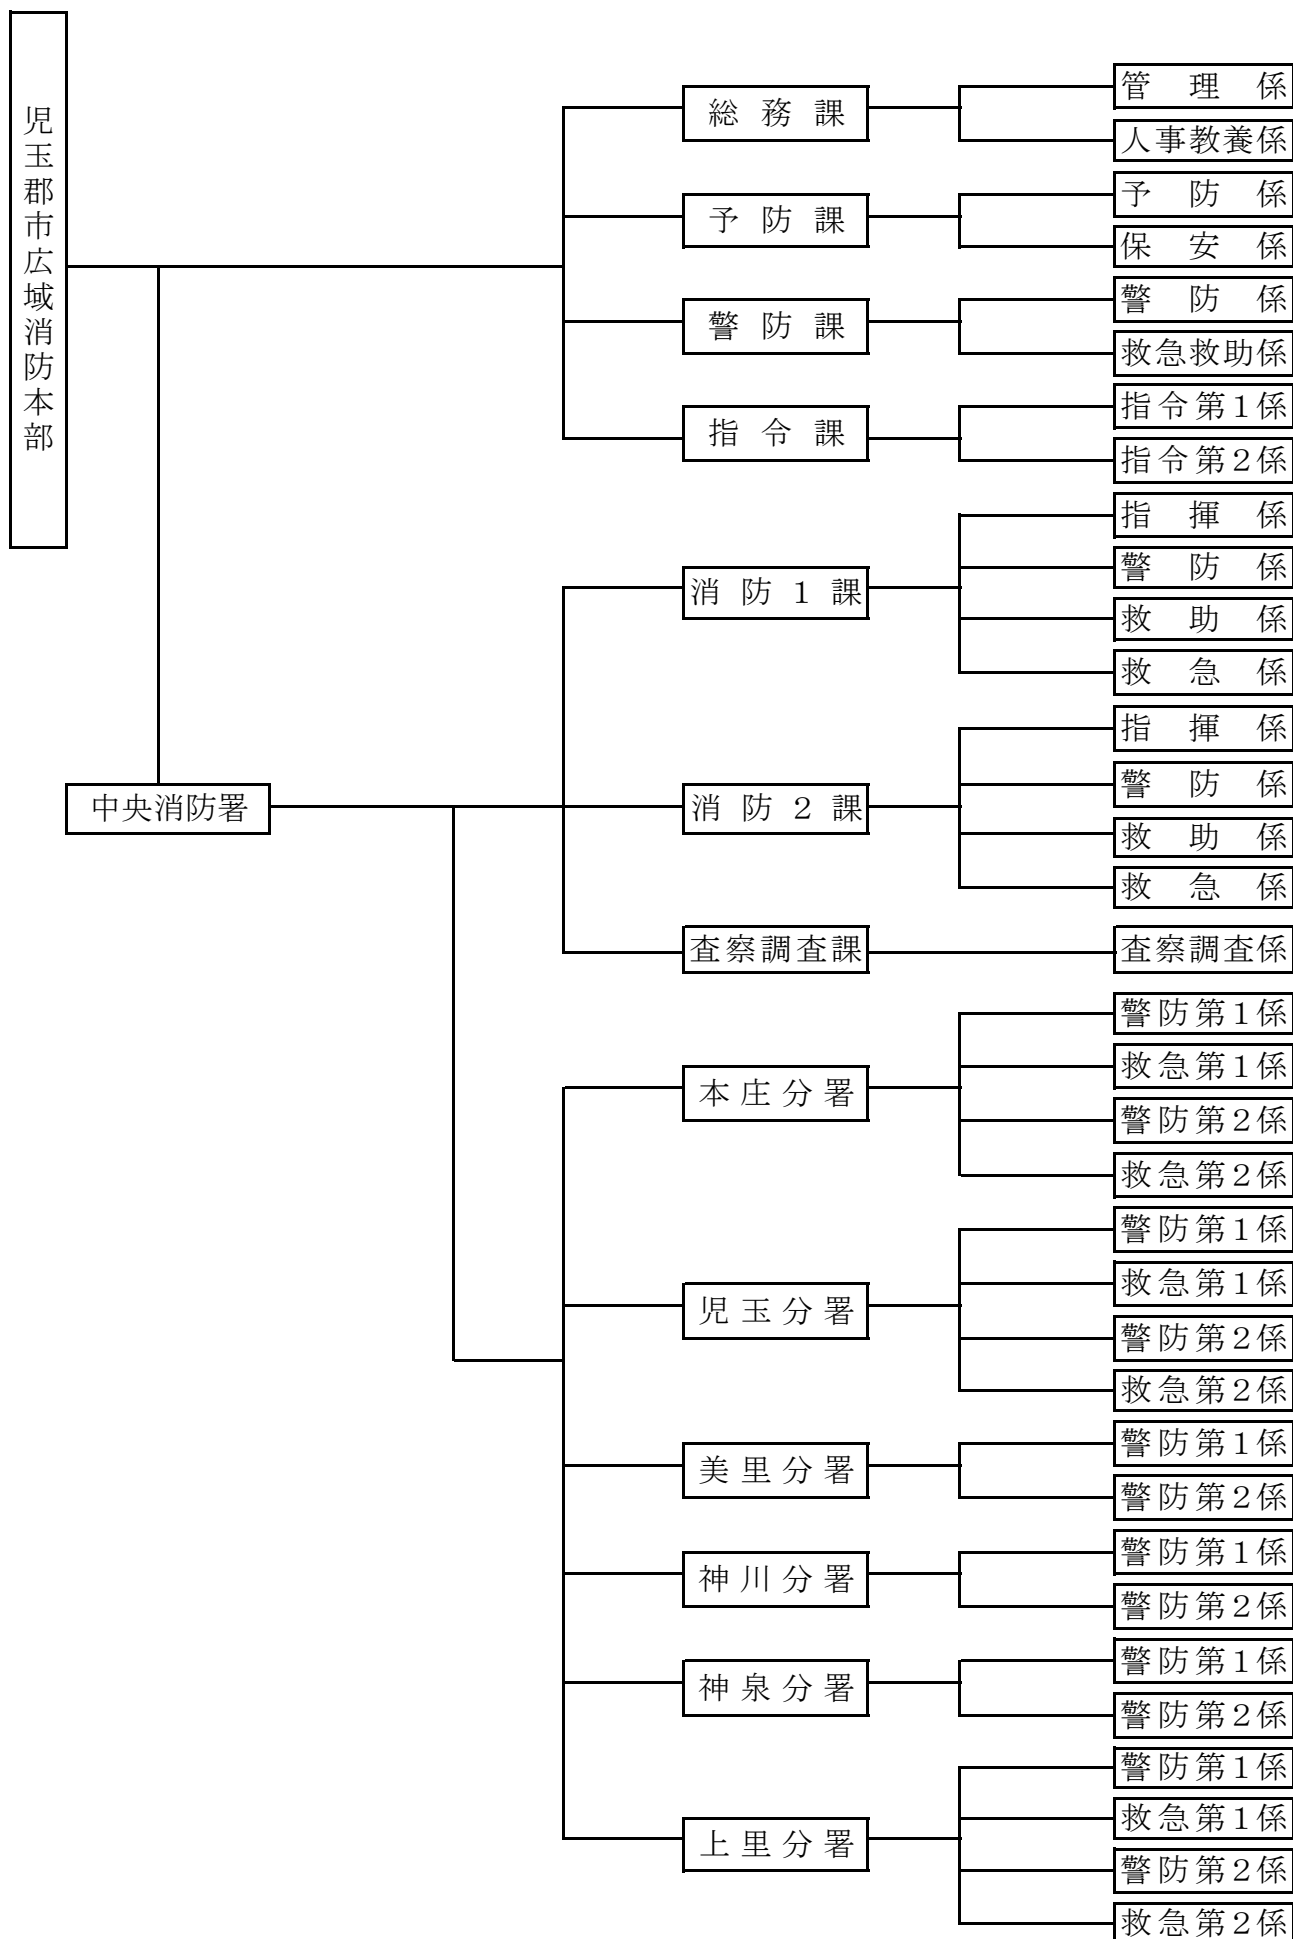 児玉郡市広域消防本部
総務課
管理係
人事教養係
予防課
予防係
保安係
警防課
警防係
救急救助係
指令課
指令第1係
指令第2係
中央消防署
消防1課
指揮係
警防係
救助係
救急係
消防2課
指揮係
警防係
救助係
救急係
査察調査課
査察調査係
本庄分署
警防第1係
救急第1係
警防第2係
救急第2係
児玉分署
警防第1係
救急第1係
警防第2係
救急第2係
美里分署
警防第1係
警防第2係
神川分署
警防第1係
警防第2係
神泉分署
警防第1係
警防第2係
上里分署
警防第1係
救急第1係
警防第2係
救急第2係